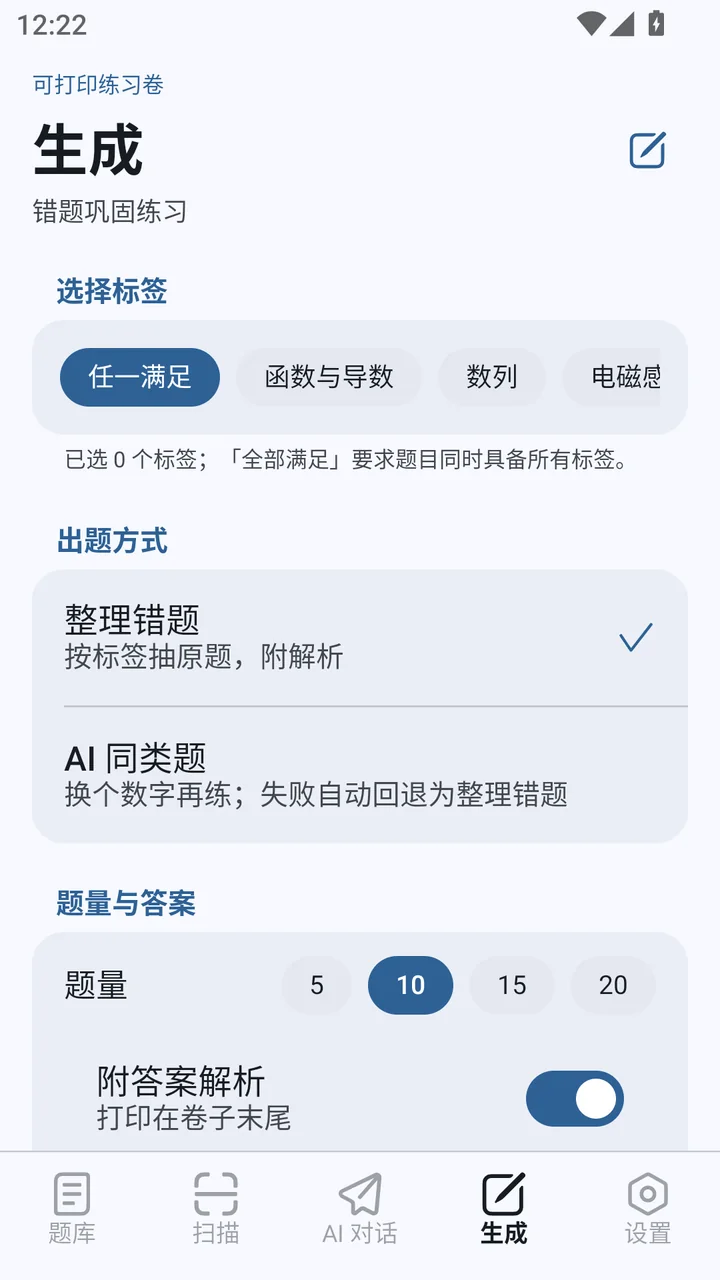 12:22
可打印练习卷
生成
错题巩固练习
选择标签
任一满足
函数与导数
数列
电磁感
已选 0 个标签；「全部满足」要求题目同时具备所有标签。
出题方式
整理错题
按标签抽原题，附解析
AI 同类题
换个数字再练；失败自动回退为整理错题
题量与答案
题量
5
10
15
20
附答案解析
打印在卷子末尾
题库
扫描
AI 对话
生成
设置